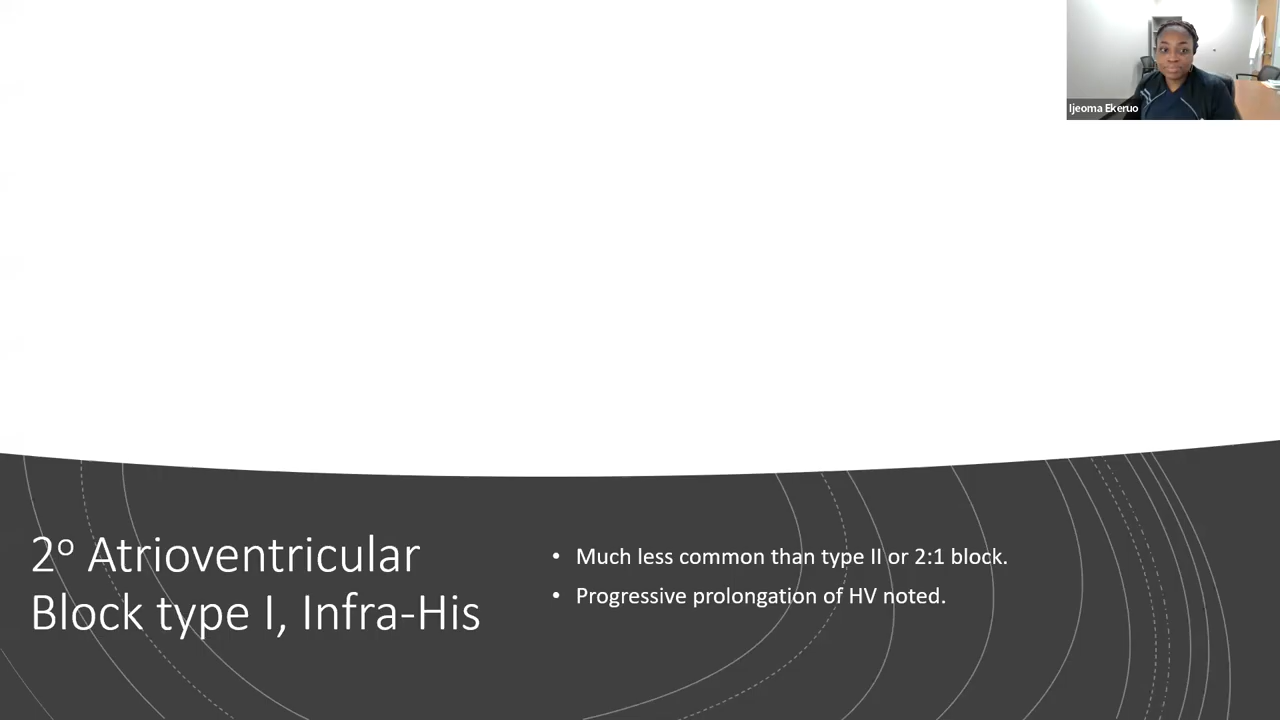 Ijeoma Ekeruo
2º Atrioventricular
Block type I, Infra-His
• Much less common than type II or 2:1 block.
• Progressive prolongation of HV noted.